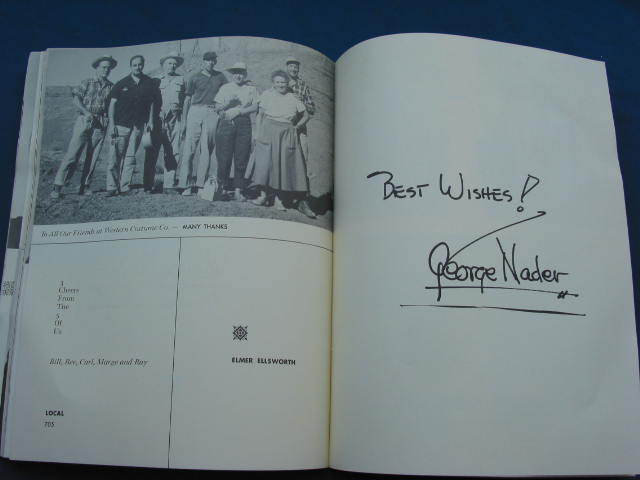 To All Our Friends at Western Costume Co. — MANY THANKS
3
Cheers
From
The
5
Of
Us
Bill, Bee, Carl, Marge and Ray
LOCAL
705
ELMER ELLSWORTH
BEST WISHES!
George Nader